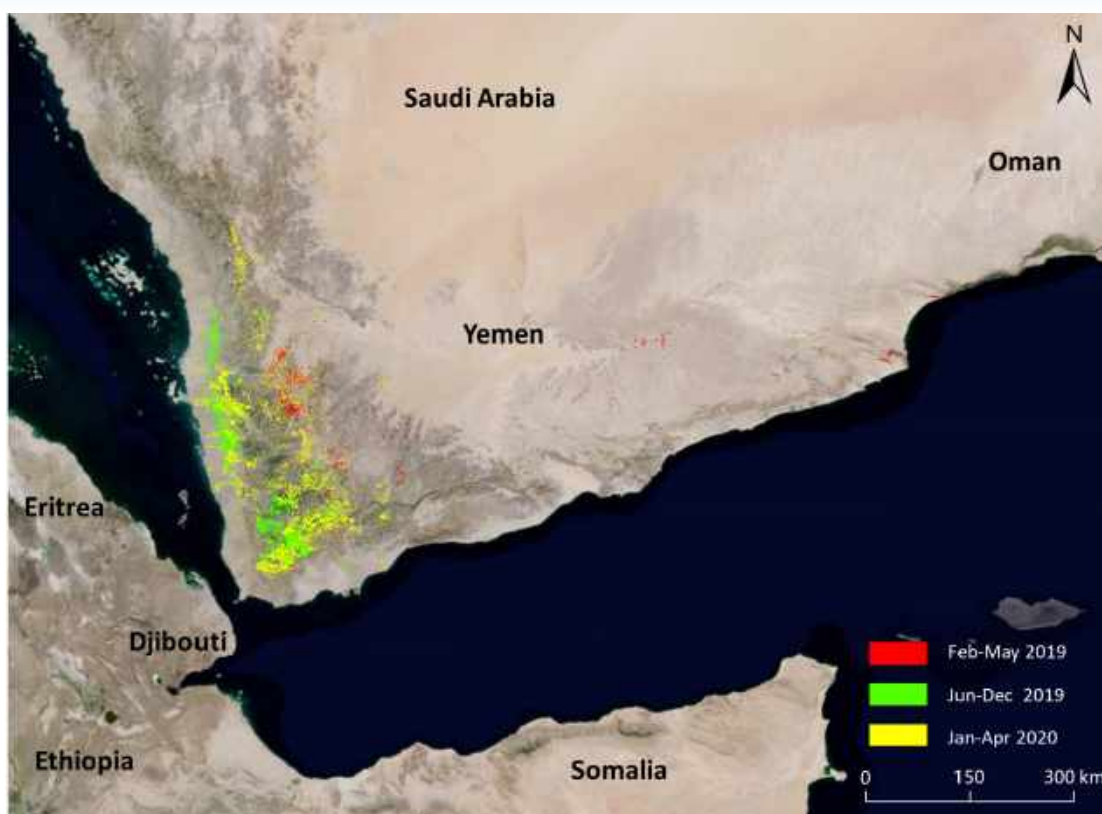 N
Saudi Arabia
Oman
Yemen
Eritrea
Djibouti
Feb-May 2019
Jun-Dec 2019
Jan-Apr 2020
Ethiopia
Somalia
0 150 300 km